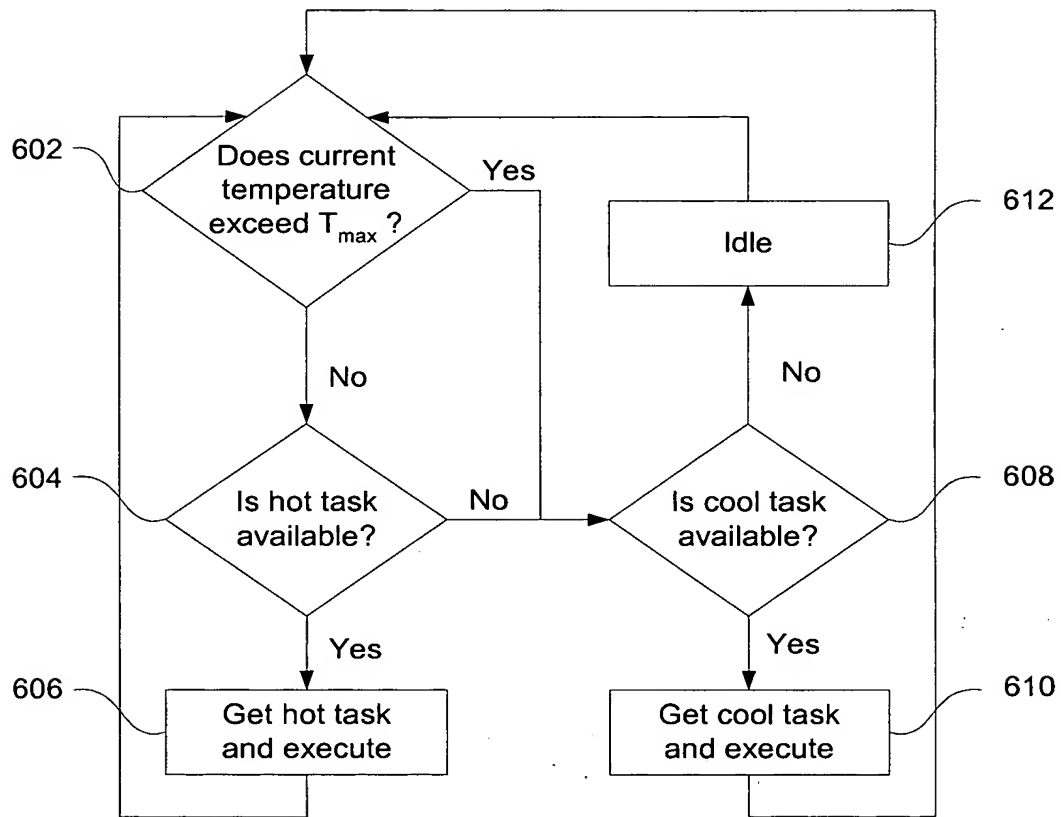 602
Does current
temperature
exceed Tmax ?
Yes
612
Idle
No
No
604
Is hot task
available?
No
Is cool task
available?
608
Yes
Yes
606
Get hot task
and execute
Get cool task
and execute
610